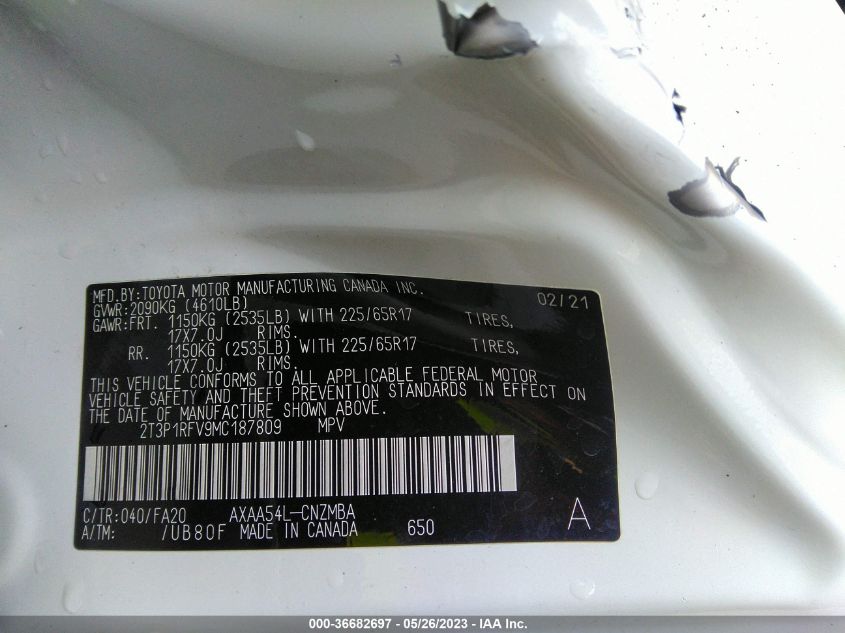 MFD.BY:TOYOTA MOTOR MANUFACTURING CANADA INC. 02/21
GVWR:2090KG (4610LB)
GAWR:FRT. 1150KG (2535LB) WITH 225/65R17 TIRES,
17X7.0J RIMS.
RR. 1150KG (2535LB) WITH 225/65R17 TIRES,
17X7.0J RIMS.
THIS VEHICLE CONFORMS TO ALL APPLICABLE FEDERAL MOTOR
VEHICLE SAFETY AND THEFT PREVENTION STANDARDS IN EFFECT ON
THE DATE OF MANUFACTURE SHOWN ABOVE.
2T3P1RFV9MC187809 MPV
C/TR:040/FA20 AXAA54L-CNZMBA A
A/TM: /UB80F MADE IN CANADA 650
000-36682697 - 05/26/2023 - IAA Inc.